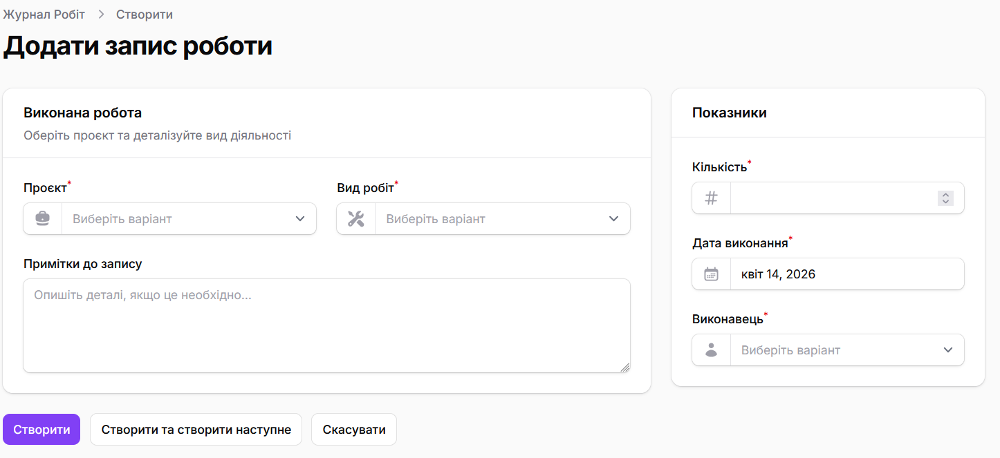 Журнал Робіт > Створити
Додати запис роботи
Виконана робота
Оберіть проєкт та деталізуйте вид діяльності
Проєкт*
Виберіть варіант
Вид робіт*
Виберіть варіант
Примітки до запису
Опишіть деталі, якщо це необхідно...
Показники
Кількість*
#
Дата виконання*
квіт 14, 2026
Виконавець*
Виберіть варіант
Створити
Створити та створити наступне
Скасувати